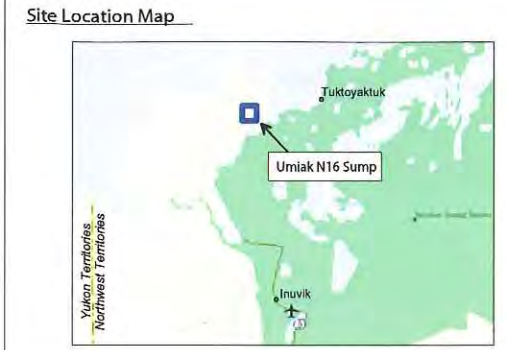 Site Location Map
Tuktoyaktuk
Umiak N16 Sump
Yukon Territories
Northwest Territories
Inuvik